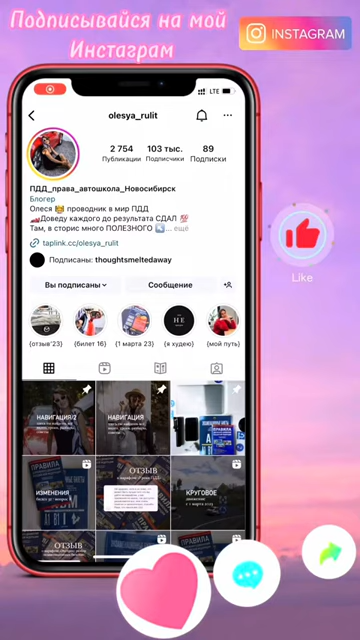 Подписывайся на мой
Инстаграм
INSTAGRAM
LTE
olesya_rulit
2 754
103 тыс.
89
Публикации
Подписчики
Подписки
ПДД_права_автошкола_Новосибирск
Блогер
Олеся 🤓 проводник в мир ПДД
🏎️Доведу каждого до результата СДАЛ 💯
Там, в сторис много ПОЛЕЗНОГО ↖️... ещё
taplink.cc/olesya_rulit
Подписаны: thoughtsmeltedaway
Вы подписаны
Сообщение
Like
{отзыв'23}
{билет 16}
{1 марта 23}
{я худею}
{мой путь}
НАВИГАЦИЯ/2
НАВИГАЦИЯ
ПРАВИЛА
ИЗМЕНЕНИЯ
ОТЗЫВ
КРУГОВОЕ
ОТЗЫВ